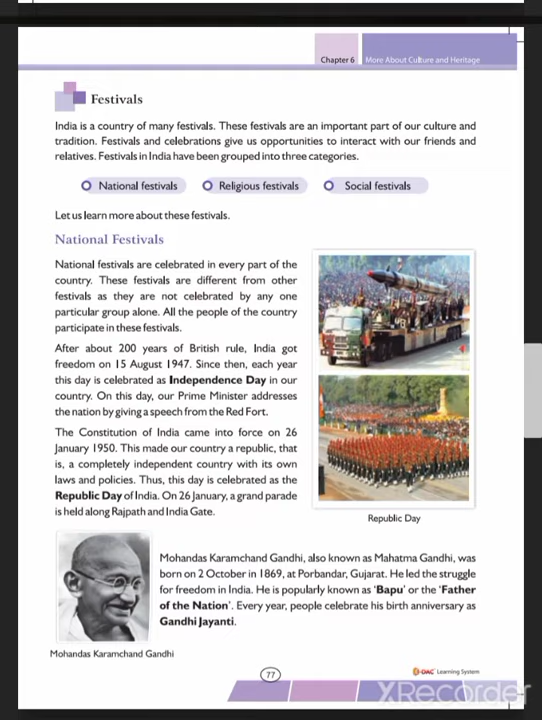 Chapter 6 More About Culture and Heritage
Festivals
India is a country of many festivals. These festivals are an important part of our culture and
tradition. Festivals and celebrations give us opportunities to interact with our friends and
relatives. Festivals in India have been grouped into three categories.
National festivals Religious festivals Social festivals
Let us learn more about these festivals.
National Festivals
National festivals are celebrated in every part of the
country. These festivals are different from other
festivals as they are not celebrated by any one
particular group alone. All the people of the country
participate in these festivals.
After about 200 years of British rule, India got
freedom on 15 August 1947. Since then, each year
this day is celebrated as Independence Day in our
country. On this day, our Prime Minister addresses
the nation by giving a speech from the Red Fort.
The Constitution of India came into force on 26
January 1950. This made our country a republic, that
is, a completely independent country with its own
laws and policies. Thus, this day is celebrated as the
Republic Day of India. On 26 January, a grand parade
is held along Rajpath and India Gate.
Republic Day
Mohandas Karamchand Gandhi, also known as Mahatma Gandhi, was
born on 2 October in 1869, at Porbandar, Gujarat. He led the struggle
for freedom in India. He is popularly known as ‘Bapu’ or the ‘Father
of the Nation’. Every year, people celebrate his birth anniversary as
Gandhi Jayanti.
Mohandas Karamchand Gandhi
77
Learning System
XRecorder